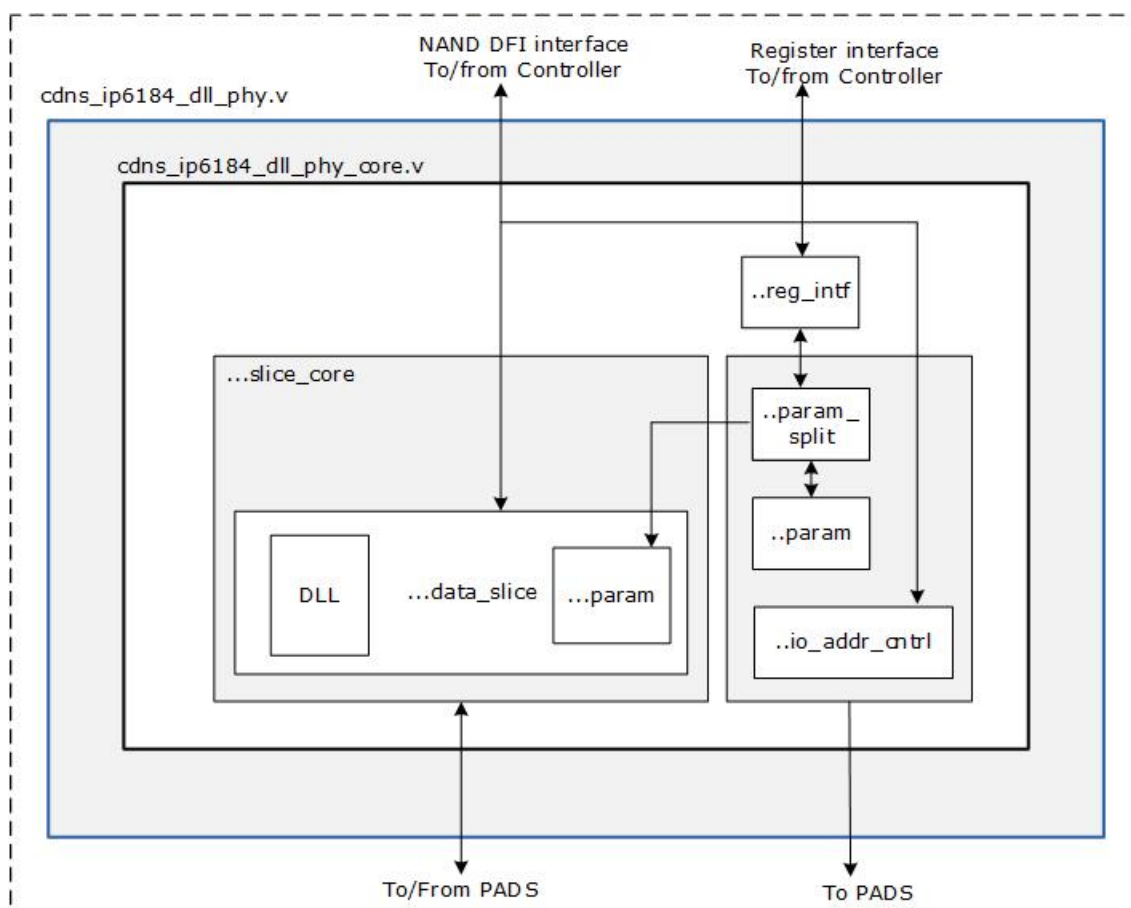 NAND DFI interface
To/from Controller
Register interface
To/from Controller
cdns_ip6184_dll_phy.v
cdns_ip6184_dll_phy_core.v
..reg_intf
...slice_core
..param_
split
..param
DLL
...data_slice
...param
..io_addr_cntrl
To/From PADS
To PADS